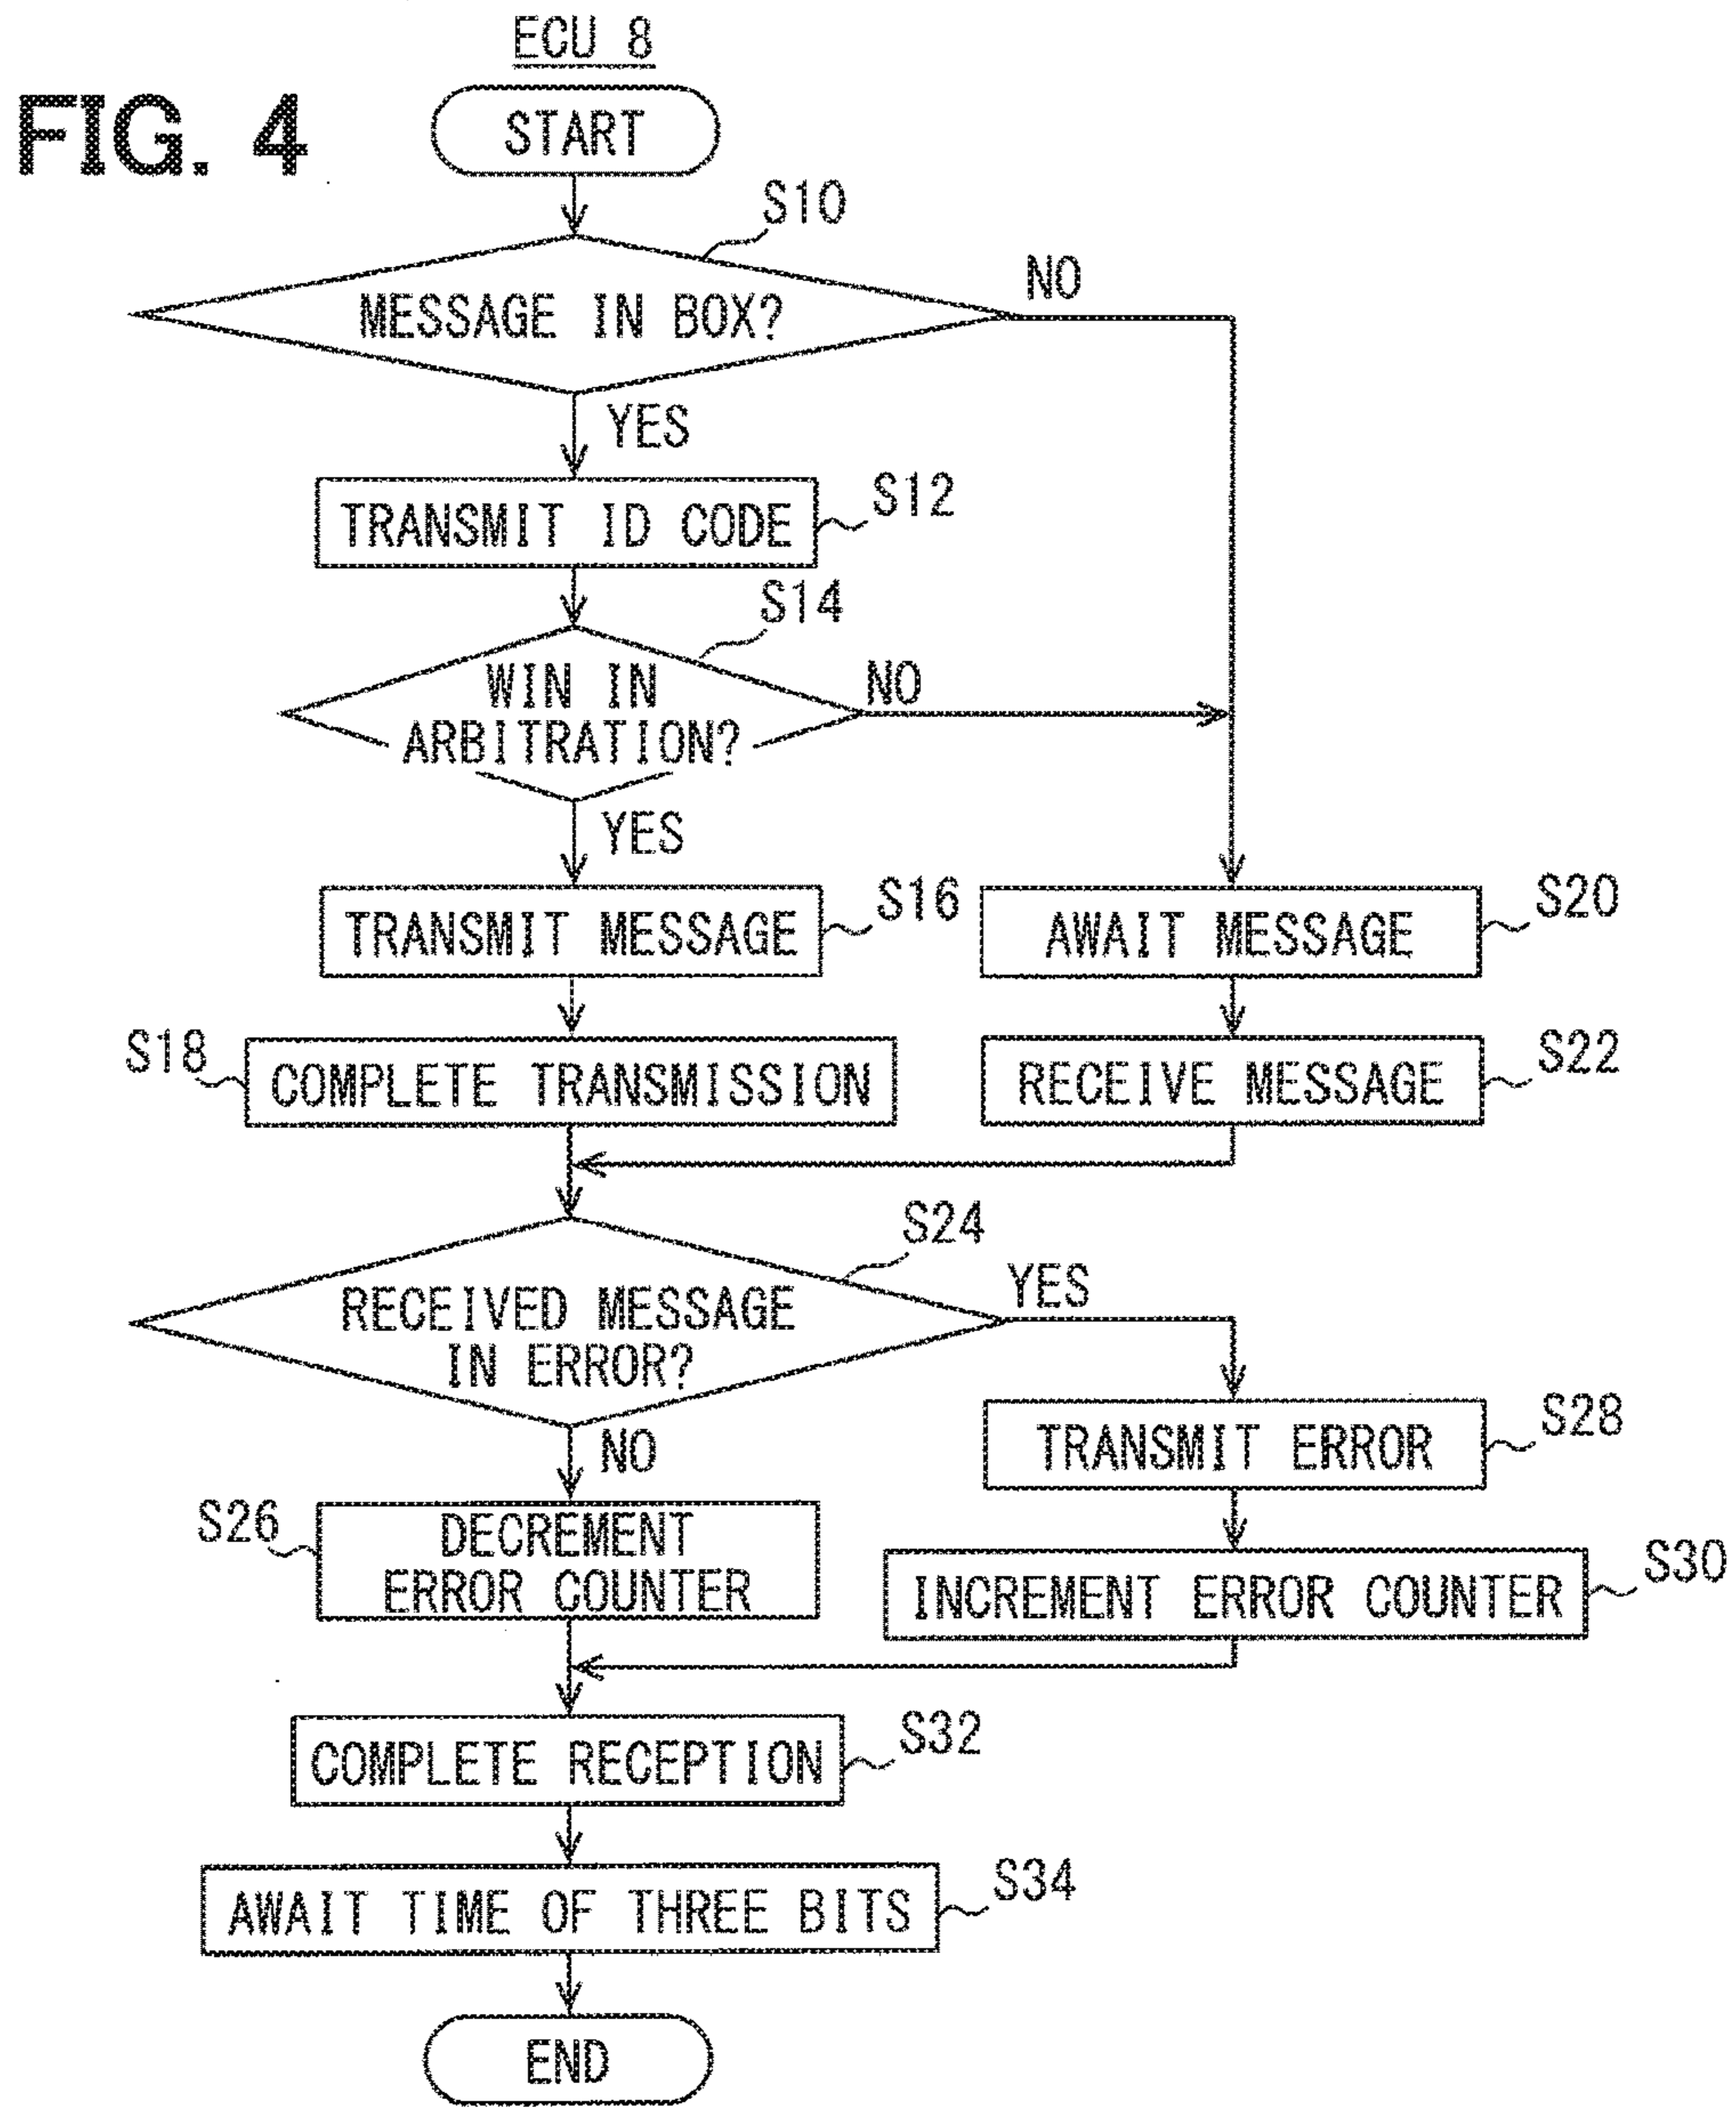 ECU 8
FIG. 4
START
S10
MESSAGE IN BOX?
NO
YES
TRANSMIT ID CODE
S12
S14
WIN IN
ARBITRATION?
NO
YES
TRANSMIT MESSAGE
S16
AWAIT MESSAGE
S20
S18
COMPLETE TRANSMISSION
RECEIVE MESSAGE
S22
S24
RECEIVED MESSAGE
IN ERROR?
YES
NO
TRANSMIT ERROR
S28
S26
DECREMENT
ERROR COUNTER
INCREMENT ERROR COUNTER
S30
COMPLETE RECEPTION
S32
AWAIT TIME OF THREE BITS
S34
END